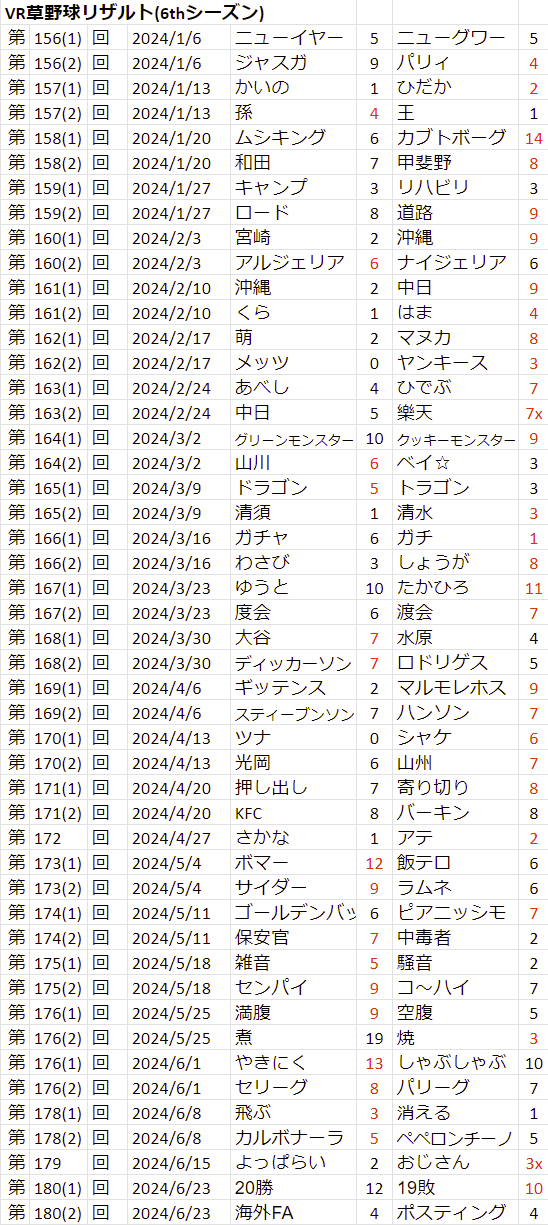 VR草野球リザルト(6thシーズン)
第 156(1) 回 2024/1/6 ニューイヤー 5 ニューグワー 5
第 156(2) 回 2024/1/6 ジャスガ 9 パリィ 4
第 157(1) 回 2024/1/13 かいの 1 ひだか 2
第 157(2) 回 2024/1/13 孫 4 王 1
第 158(1) 回 2024/1/20 ムシキング 6 カブトボーグ 14
第 158(2) 回 2024/1/20 和田 7 甲斐野 8
第 159(1) 回 2024/1/27 キャンプ 3 リハビリ 3
第 159(2) 回 2024/1/27 ロード 8 道路 9
第 160(1) 回 2024/2/3 宮崎 2 沖縄 9
第 160(2) 回 2024/2/3 アルジェリア 6 ナイジェリア 6
第 161(1) 回 2024/2/10 沖縄 2 中日 9
第 161(2) 回 2024/2/10 くら 1 はま 4
第 162(1) 回 2024/2/17 萌 2 マヌカ 8
第 162(2) 回 2024/2/17 メッツ 0 ヤンキース 3
第 163(1) 回 2024/2/24 あべし 4 ひでぶ 7
第 163(2) 回 2024/2/24 中日 5 樂天 7x
第 164(1) 回 2024/3/2 グリーンモンスター 10 クッキーモンスター 9
第 164(2) 回 2024/3/2 山川 6 ベイ☆ 3
第 165(1) 回 2024/3/9 ドラゴン 5 トラゴン 3
第 165(2) 回 2024/3/9 清須 1 清水 3
第 166(1) 回 2024/3/16 ガチャ 6 ガチ 1
第 166(2) 回 2024/3/16 わさび 3 しょうが 8
第 167(1) 回 2024/3/23 ゆうと 10 たかひろ 11
第 167(2) 回 2024/3/23 度会 6 渡会 7
第 168(1) 回 2024/3/30 大谷 7 水原 4
第 168(2) 回 2024/3/30 ディッカーソン 7 ロドリゲス 5
第 169(1) 回 2024/4/6 ギッテンス 2 マルモレホス 9
第 169(2) 回 2024/4/6 スティーブンソン 7 ハンソン 7
第 170(1) 回 2024/4/13 ツナ 0 シャケ 6
第 170(2) 回 2024/4/13 光岡 6 山州 7
第 171(1) 回 2024/4/20 押し出し 7 寄り切り 8
第 171(2) 回 2024/4/20 KFC 8 バーキン 8
第 172 回 2024/4/27 さかな 1 アテ 2
第 173(1) 回 2024/5/4 ボマー 12 飯テロ 6
第 173(2) 回 2024/5/4 サイダー 9 ラムネ 6
第 174(1) 回 2024/5/11 ゴールデンバッ 6 ピアニッシモ 7
第 174(2) 回 2024/5/11 保安官 7 中毒者 2
第 175(1) 回 2024/5/18 雑音 5 騒音 2
第 175(2) 回 2024/5/18 センパイ 9 コ〜ハイ 7
第 176(1) 回 2024/5/25 満腹 9 空腹 5
第 176(2) 回 2024/5/25 煮 19 焼 3
第 176(1) 回 2024/6/1 やきにく 13 しゃぶしゃぶ 10
第 176(2) 回 2024/6/1 セリーグ 8 パリーグ 7
第 178(1) 回 2024/6/8 飛ぶ 3 消える 1
第 178(2) 回 2024/6/8 カルボナーラ 5 ペペロンチーノ 5
第 179 回 2024/6/15 よっぱらい 2 おじさん 3x
第 180(1) 回 2024/6/23 20勝 12 19敗 10
第 180(2) 回 2024/6/23 海外FA 4 ポスティング 4